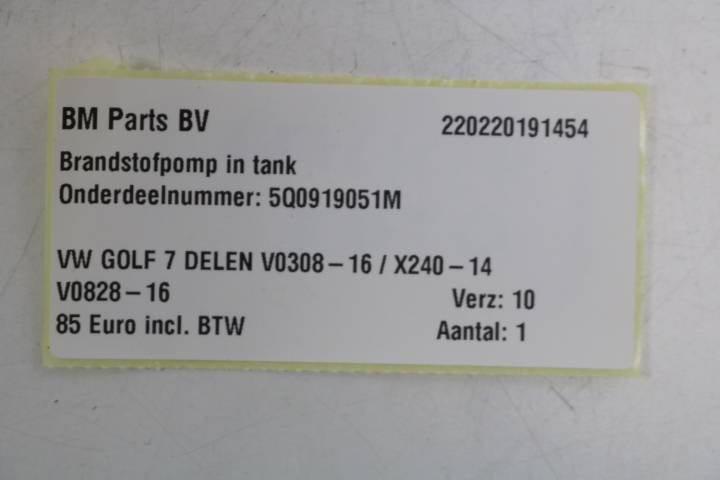 BM Parts BV 220220191454
Brandstofpomp in tank
Onderdeelnummer: 5Q0919051M
VW GOLF 7 DELEN V0308-16 / X240-14
V0828-16 Verz: 10
85 Euro incl. BTW Aantal: 1